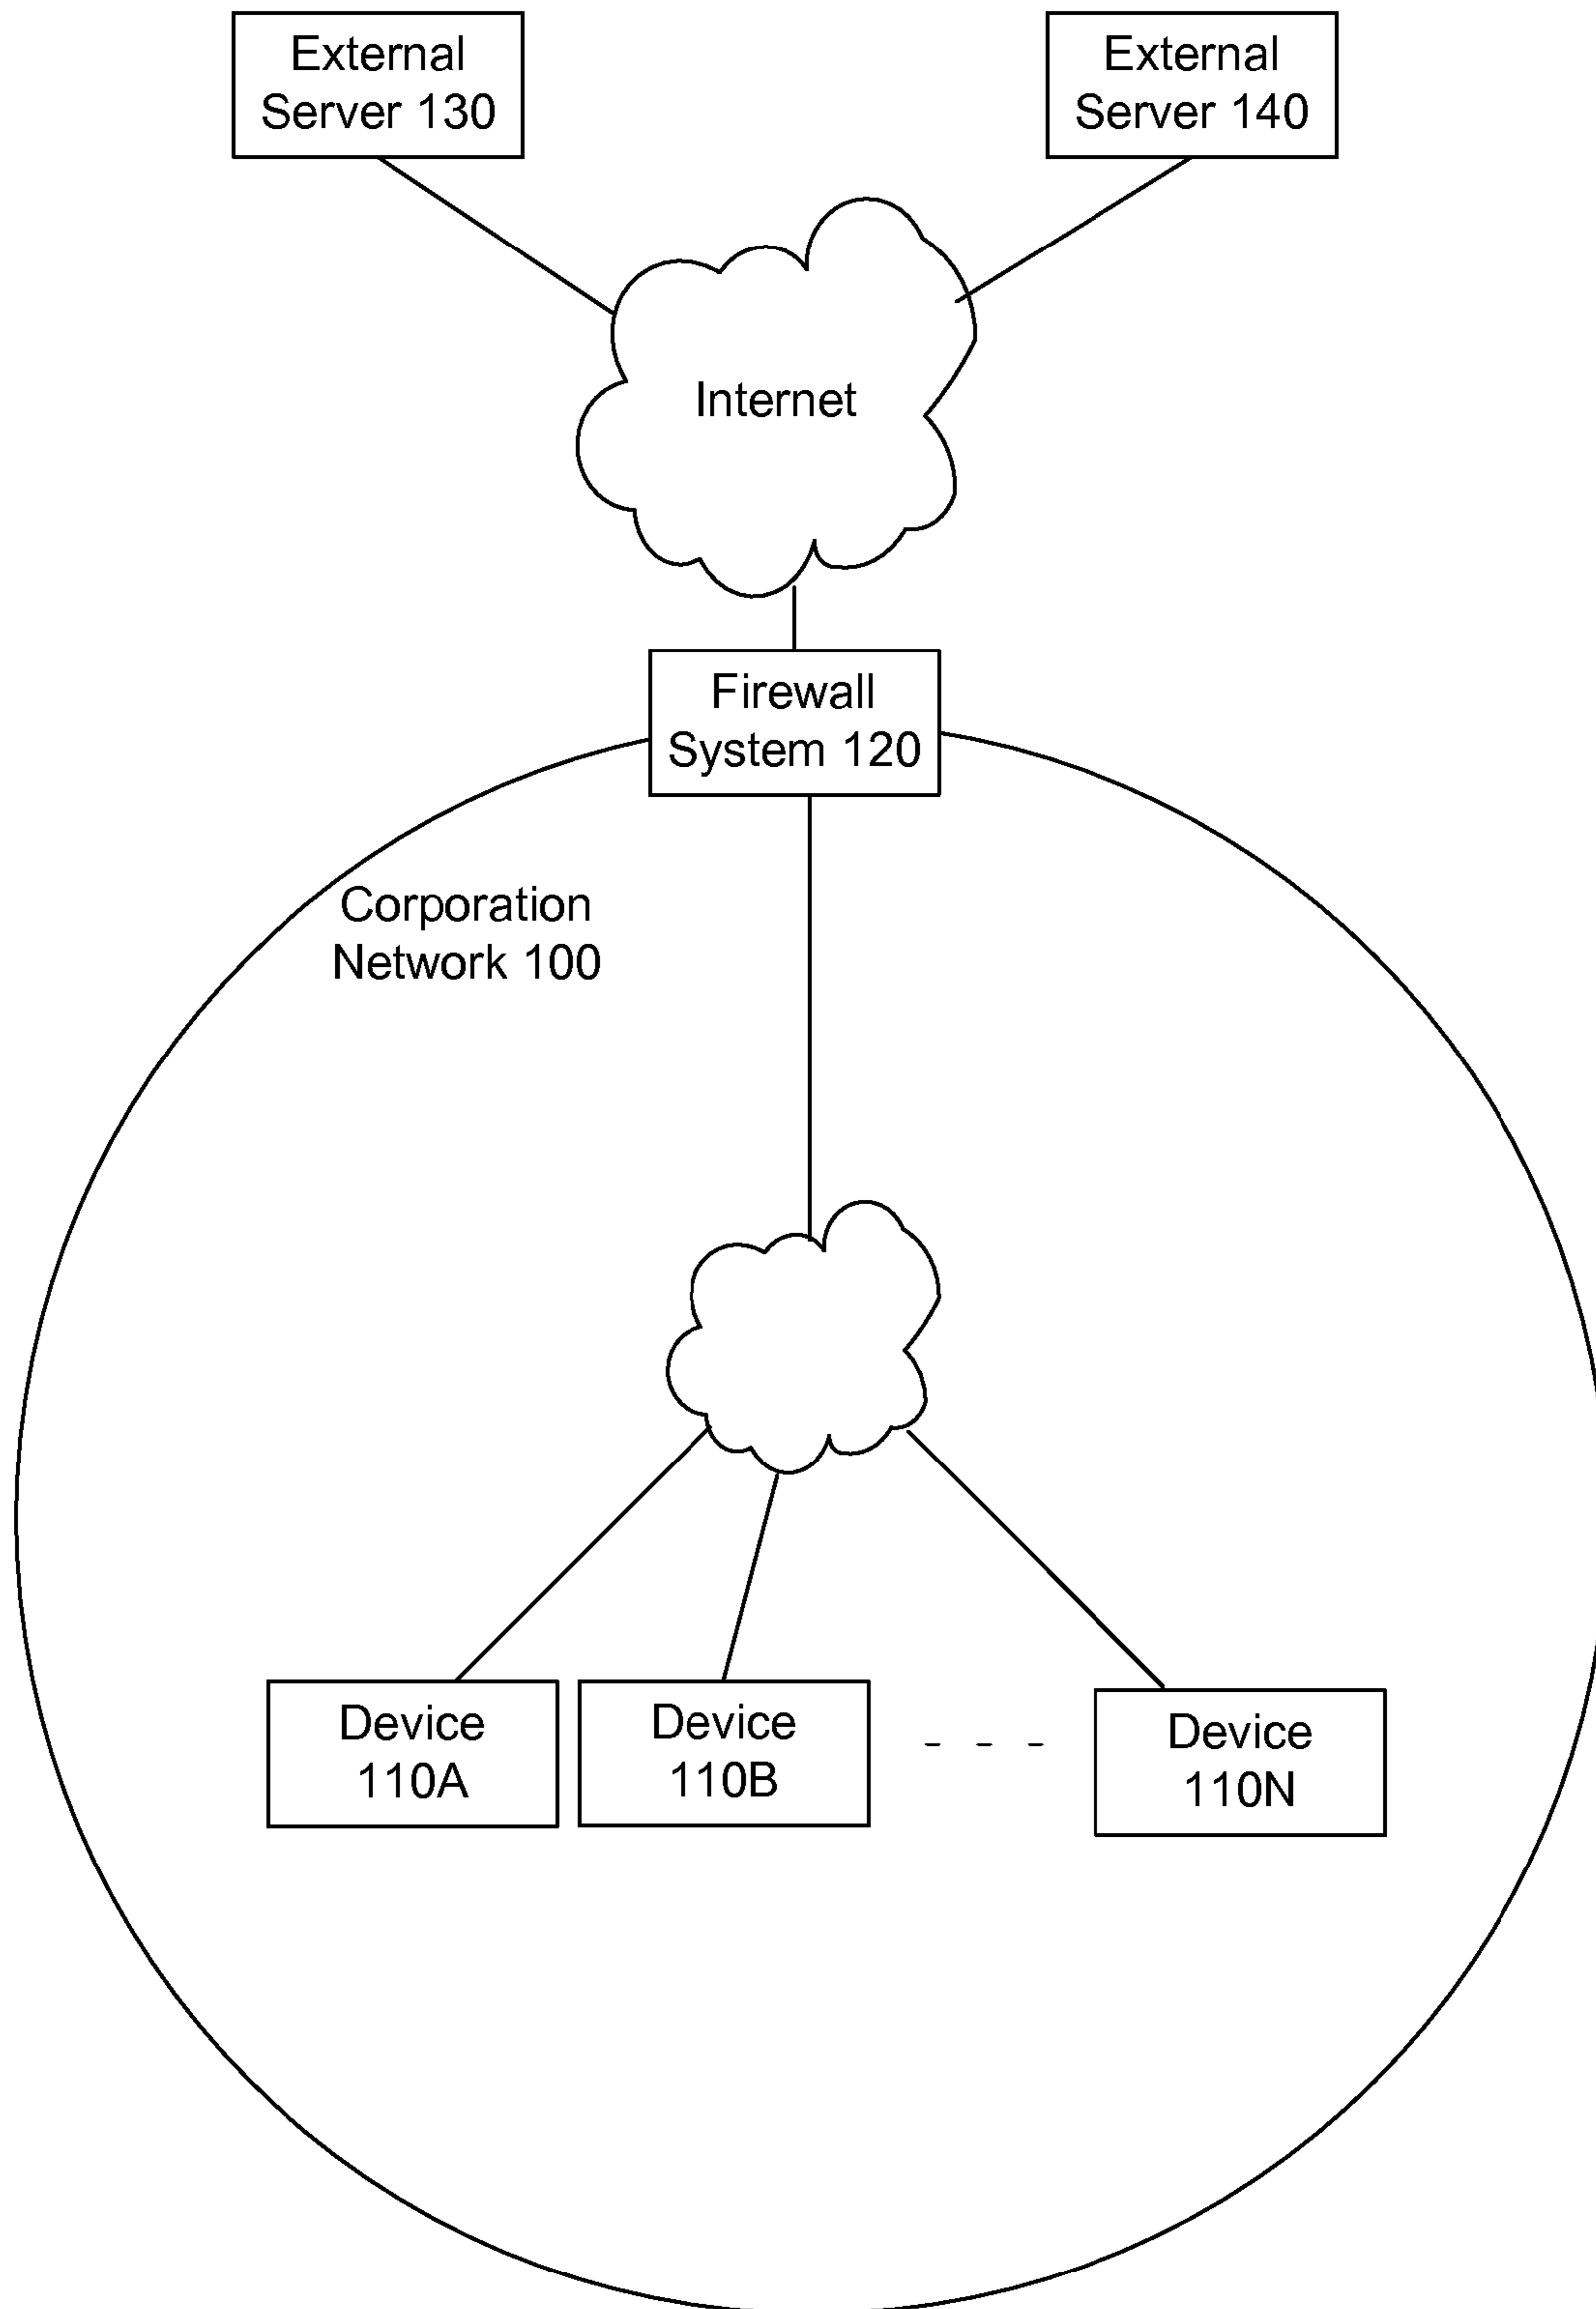 External
Server 130
External
Server 140
Internet
Firewall
System 120
Corporation
Network 100
Device
110A
Device
110B
Device
110N